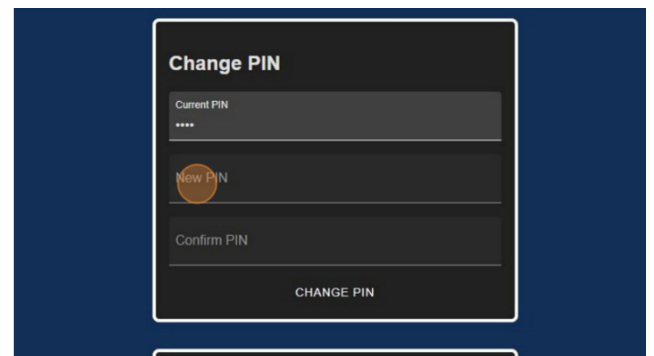 Change PIN
Current PIN
••••
New PIN
Confirm PIN
CHANGE PIN